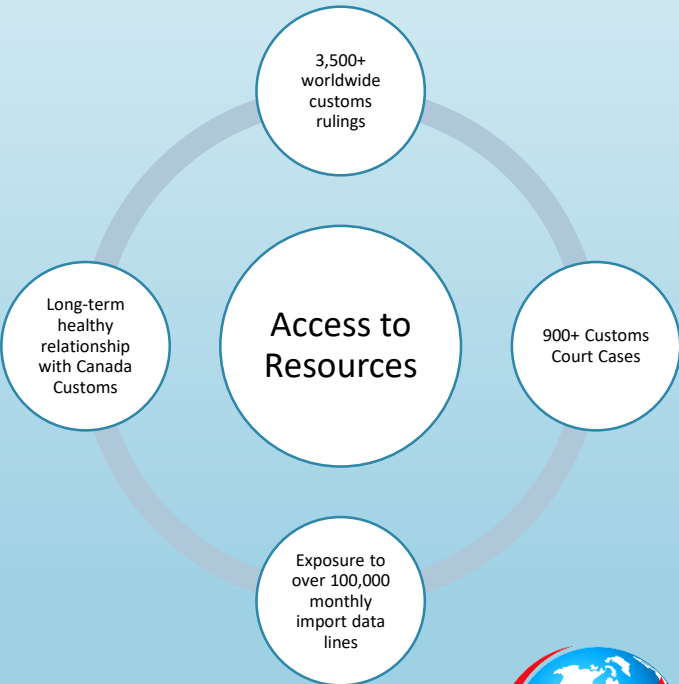 3,500+
worldwide
customs
rulings
Long-term
healthy
relationship
with Canada
Customs
Access to
Resources
900+ Customs
Court Cases
Exposure to
over 100,000
monthly
import data
lines